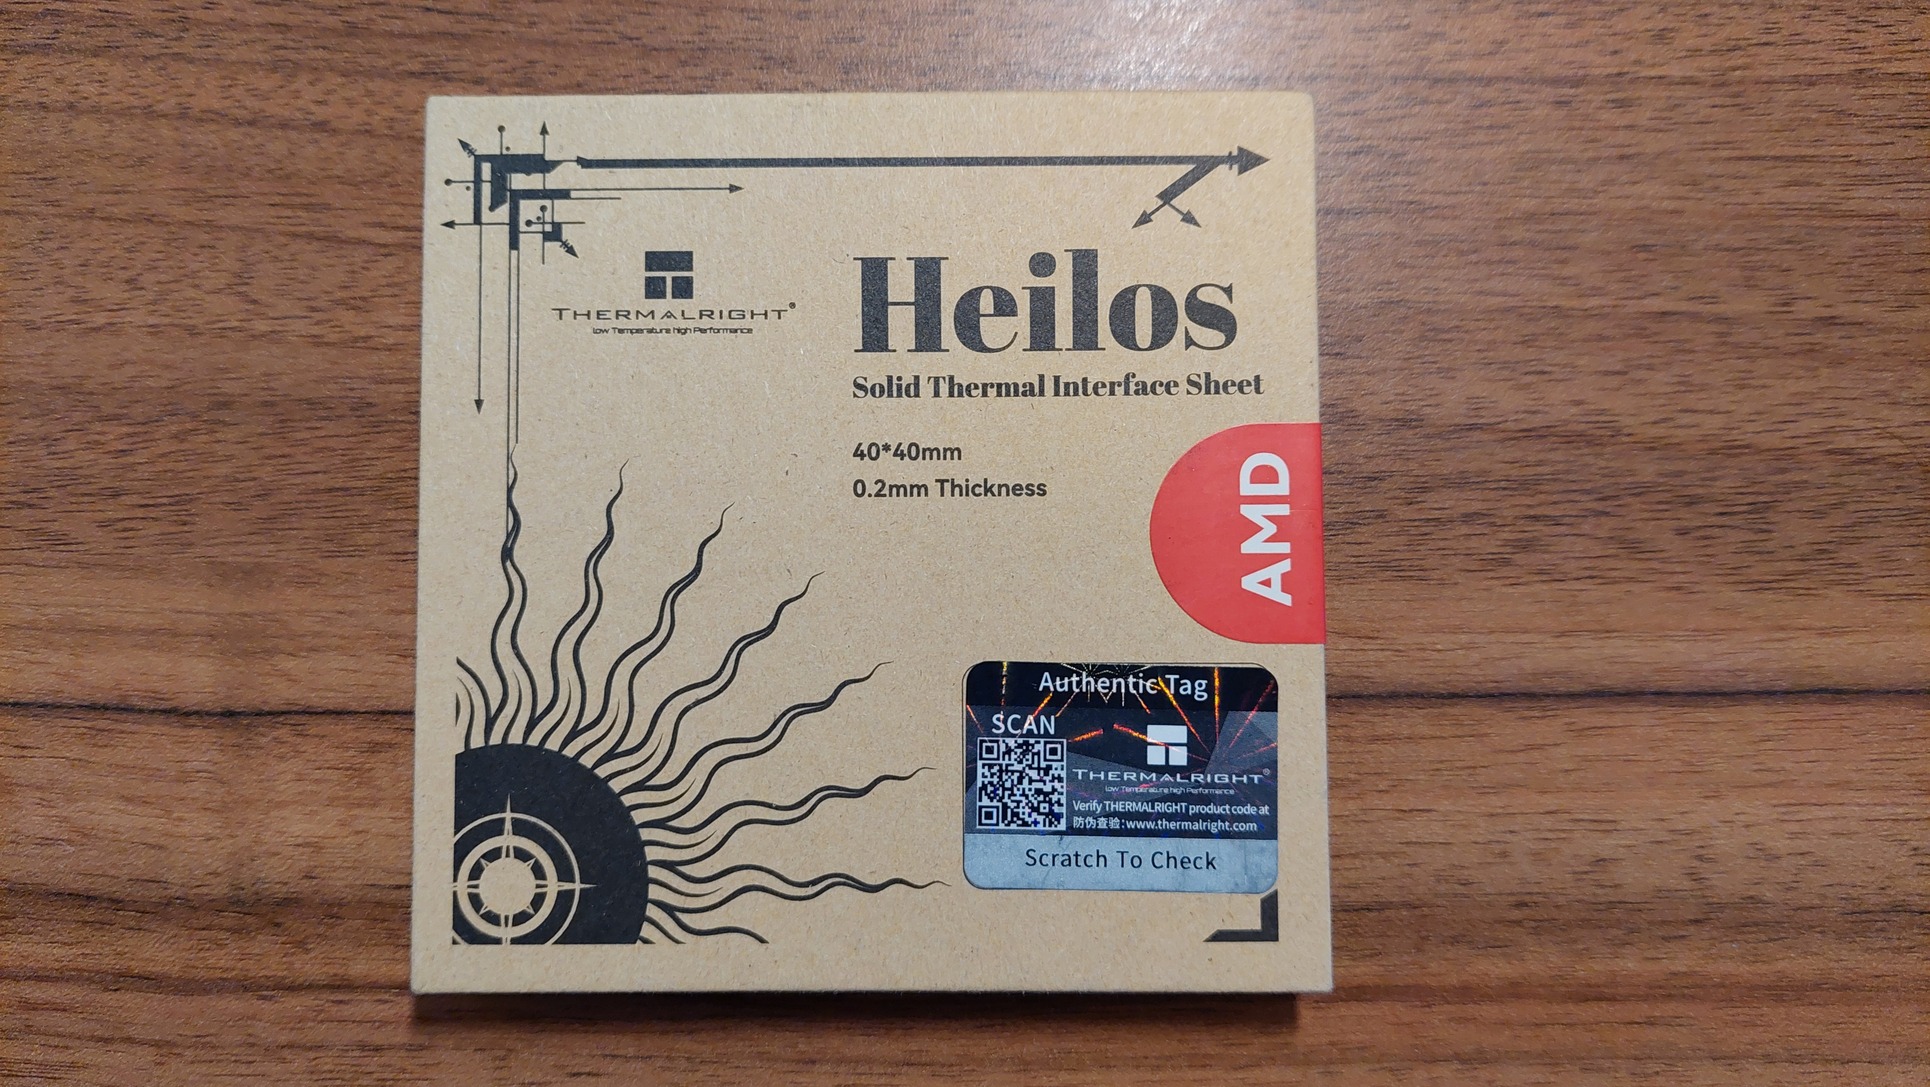 THERMALRIGHT®
low Temperature high Performance
Heilos
Solid Thermal Interface Sheet
40*40mm
0.2mm Thickness
AMD
Authentic Tag
SCAN
THERMALRIGHT®
low Temperature high Performance
Verify THERMALRIGHT product code at
防伪查验:www.thermalright.com
Scratch To Check